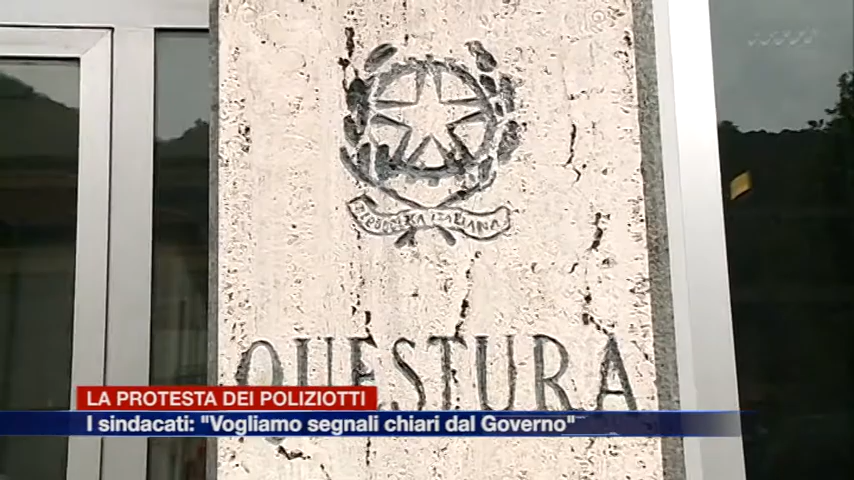 REPUBBLICA ITALIANA
QUESTURA
LA PROTESTA DEI POLIZIOTTI
I sindacati: "Vogliamo segnali chiari dal Governo"